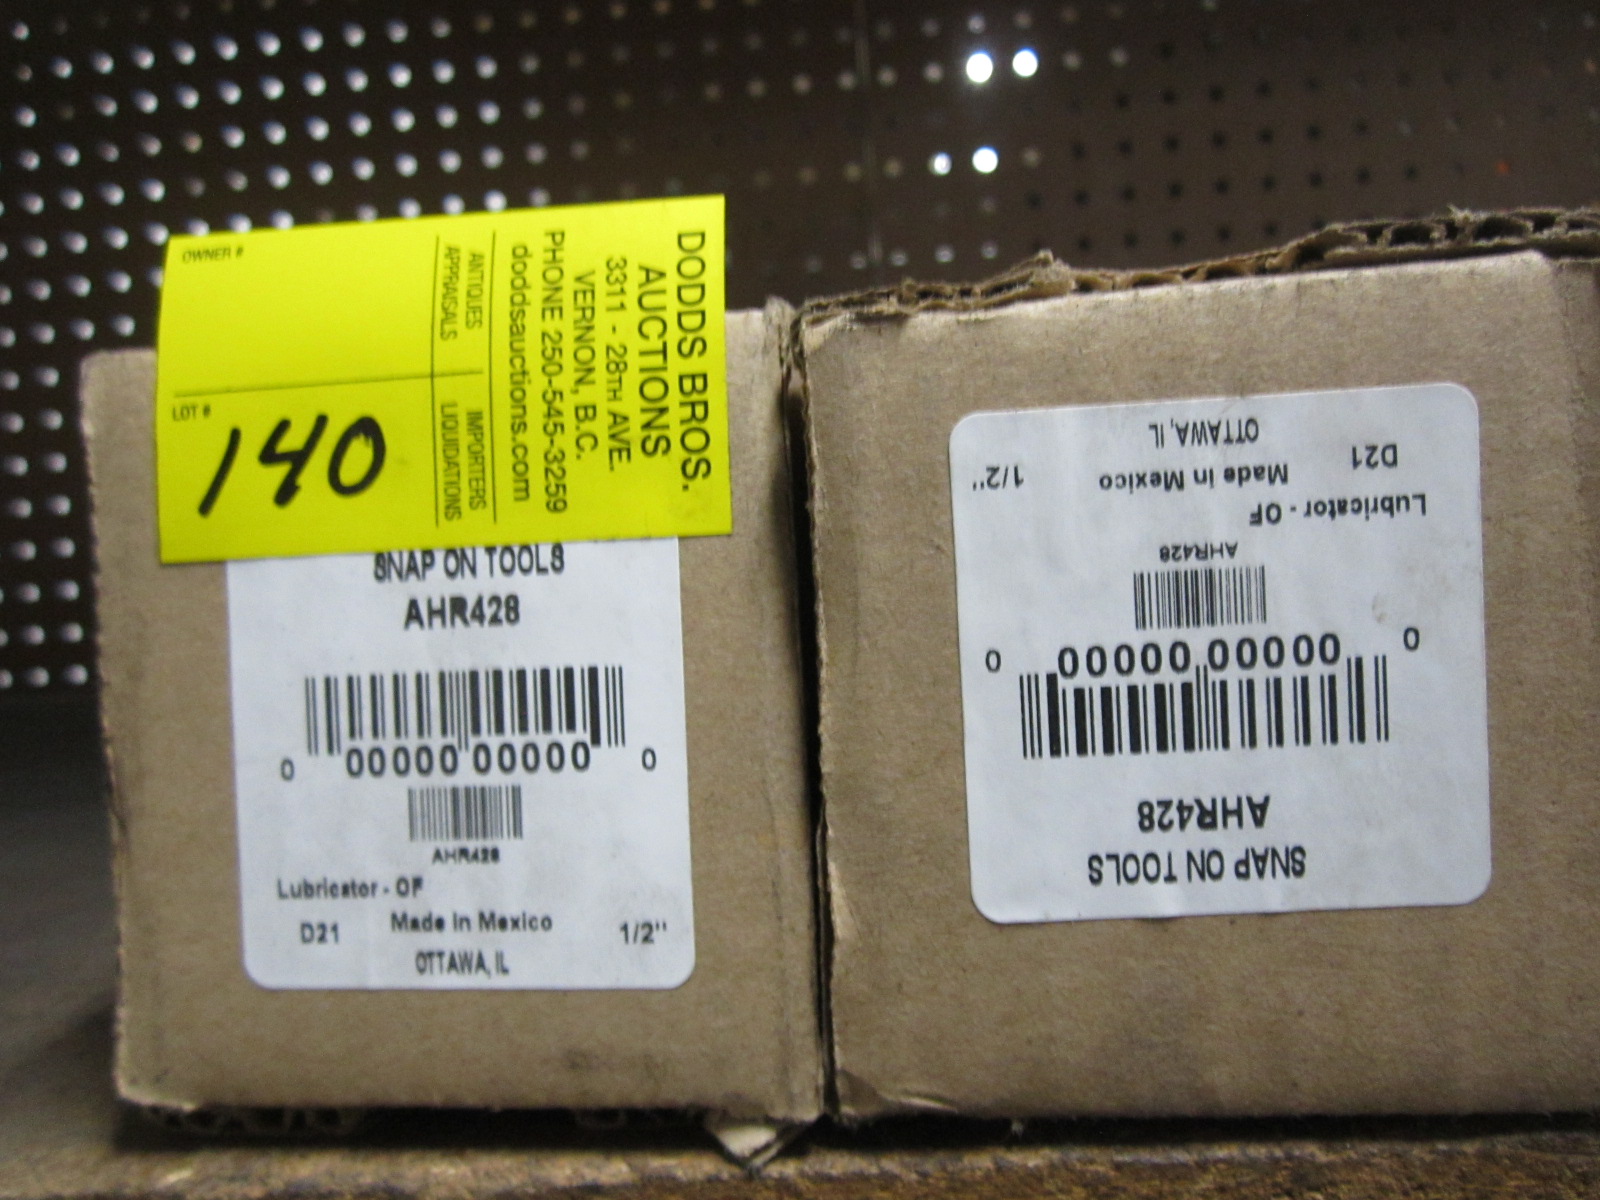 DODDS BROS.
AUCTIONS
3311 - 28TH AVE.
VERNON, B.C.
PHONE 250-545-3259
doddsauctions.com
ANTIQUES
APPRAISALS
IMPORTERS
LIQUIDATIONS
OWNER #
LOT #
140
SNAP ON TOOLS
AHR428
0 00000 00000 0
AHR428
Lubricator - OF
D21 Made in Mexico 1/2"
OTTAWA, IL
SNAP ON TOOLS
AHR428
0 00000 00000 0
AHR428
Lubricator - OF
D21 Made in Mexico 1/2"
OTTAWA, IL